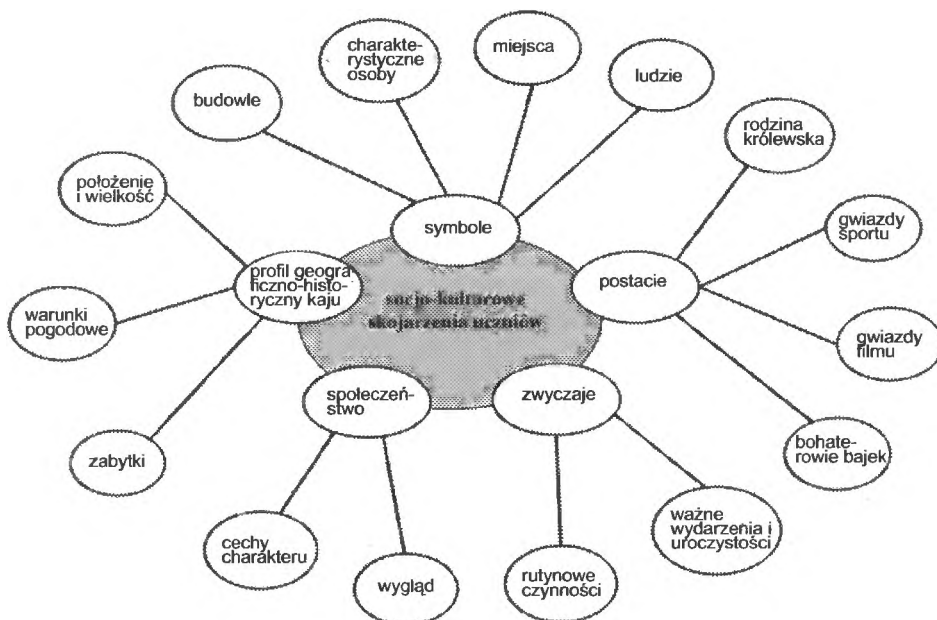 charakte-
rystyczne
osoby
miejsca
ludzie
budowle
rodzina
królewska
położenie
i wielkość
symbole
gwiazdy
sportu
profil geogra
ficzno-histo-
ryczny kaju
postacie
socjo-kulturowe
skojarzenia uczniów
warunki
pogodowe
gwiazdy
filmu
społeczeń-
stwo
zwyczaje
bohate-
rowie bajek
zabytki
cechy
charakteru
ważne
wydarzenia i
uroczystości
wygląd
rutynowe
czynności